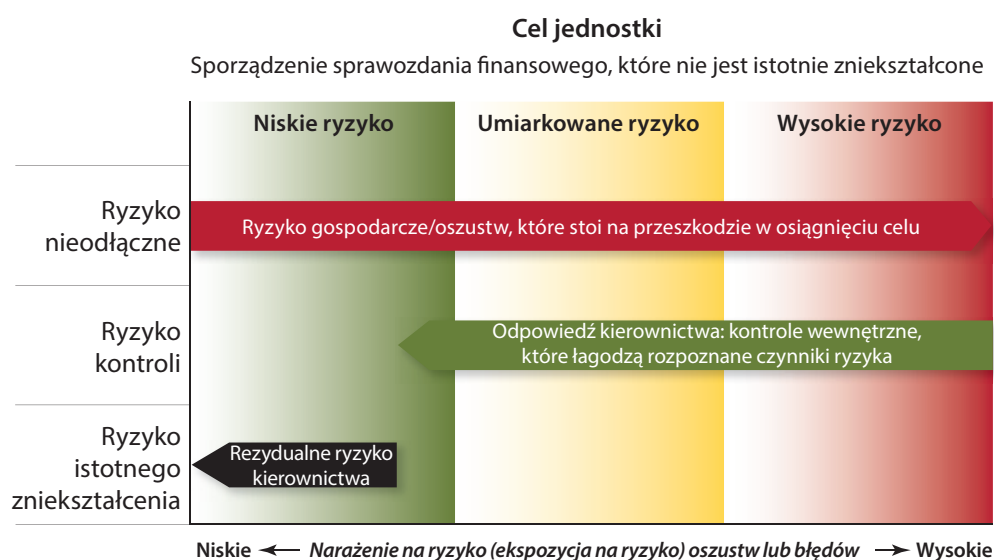 Cel jednostki
Sporządzenie sprawozdania finansowego, które nie jest istotnie zniekształcone
Niskie ryzyko
Umiarkowane ryzyko
Wysokie ryzyko
Ryzyko
nieodłączne
Ryzyko gospodarcze/oszustw, które stoi na przeszkodzie w osiągnięciu celu
Ryzyko
kontroli
Odpowiedź kierownictwa: kontrole wewnętrzne,
które łagodzą rozpoznane czynniki ryzyka
Ryzyko
istotnego
zniekształcenia
Rezydualne ryzyko
kierownictwa
Niskie ← Narażenie na ryzyko (ekspozycja na ryzyko) oszustw lub błędów → Wysokie